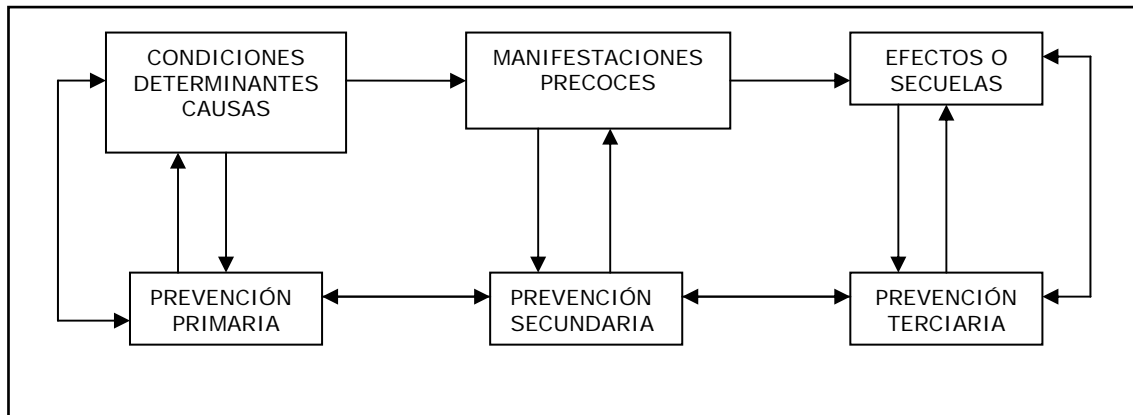 CONDICIONES
DETERMINANTES
CAUSAS
MANIFESTACIONES
PRECOCES
EFECTOS O
SECUELAS
PREVENCIÓN
PRIMARIA
PREVENCIÓN
SECUNDARIA
PREVENCIÓN
TERCIARIA